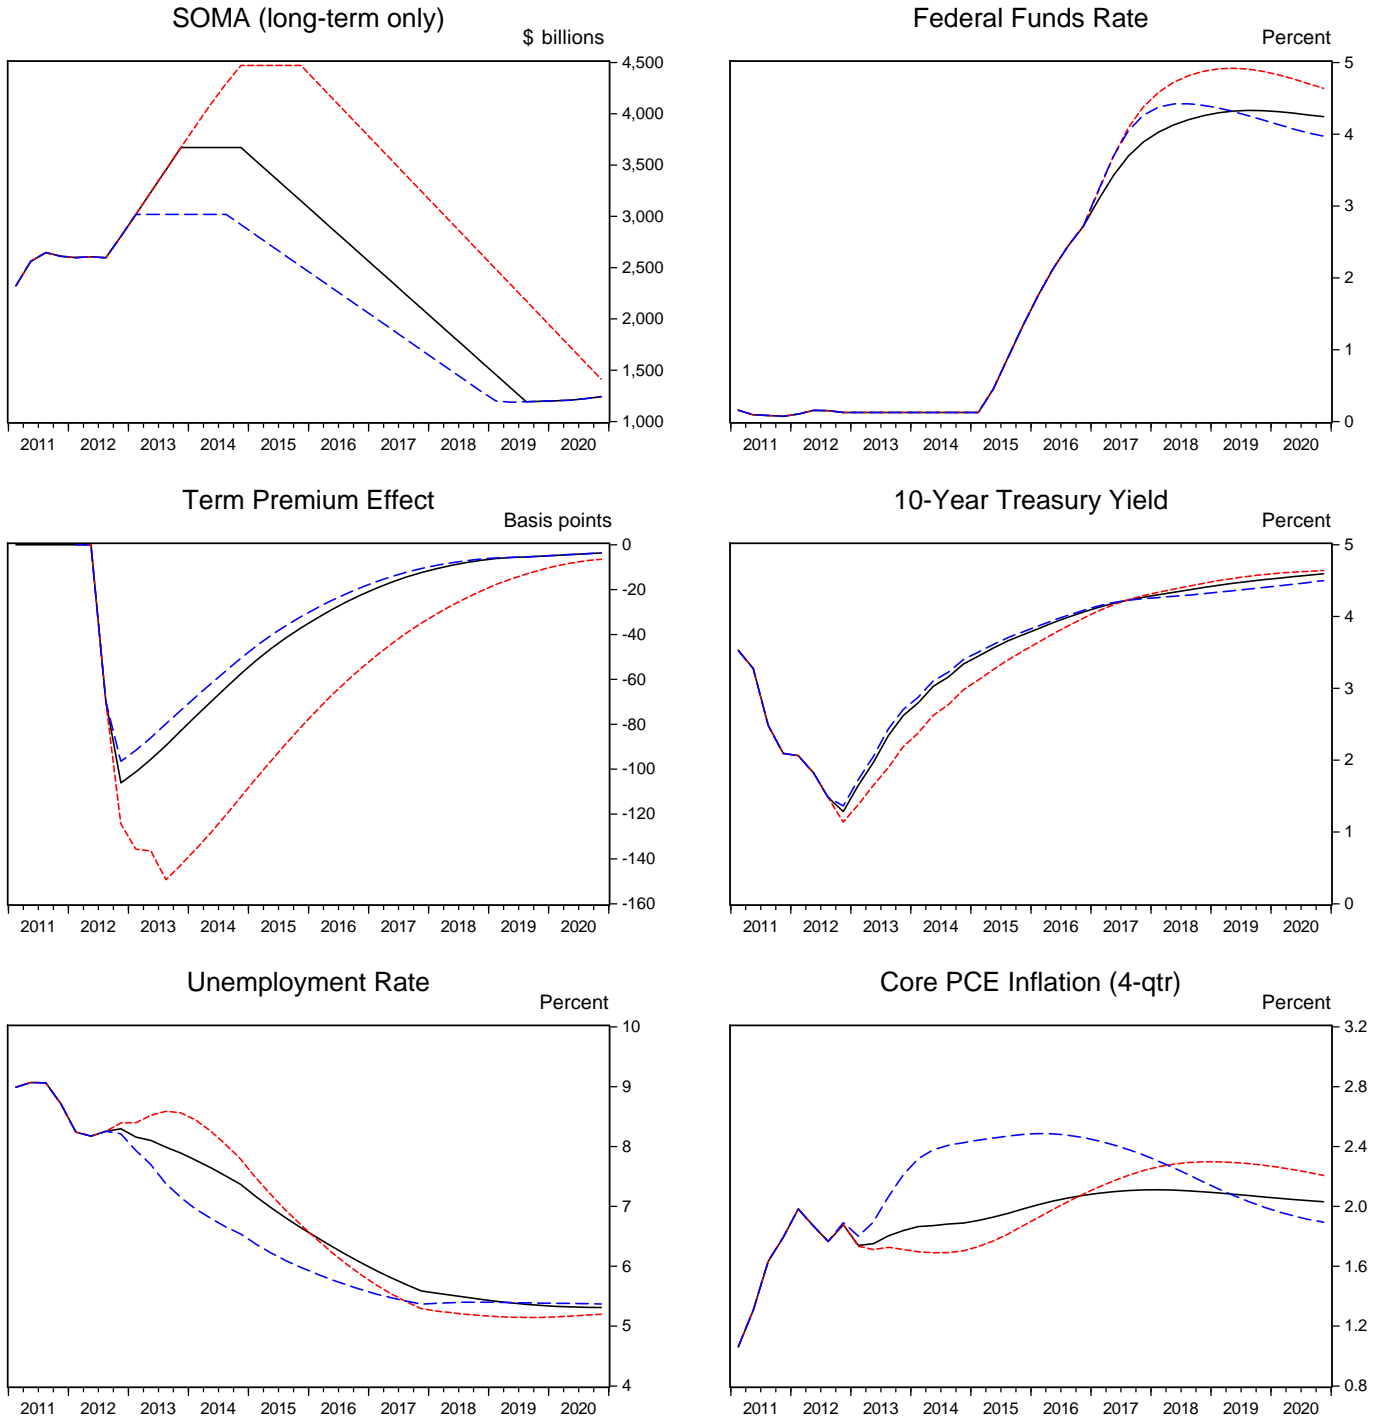 SOMA (long-term only)
$ billions
4,500
4,000
3,500
3,000
2,500
2,000
1,500
1,000
2011 2012 2013 2014 2015 2016 2017 2018 2019 2020
Federal Funds Rate
Percent
5
4
3
2
1
0
2011 2012 2013 2014 2015 2016 2017 2018 2019 2020
Term Premium Effect
Basis points
0
-20
-40
-60
-80
-100
-120
-140
-160
2011 2012 2013 2014 2015 2016 2017 2018 2019 2020
10-Year Treasury Yield
Percent
5
4
3
2
1
0
2011 2012 2013 2014 2015 2016 2017 2018 2019 2020
Unemployment Rate
Percent
10
9
8
7
6
5
4
2011 2012 2013 2014 2015 2016 2017 2018 2019 2020
Core PCE Inflation (4-qtr)
Percent
3.2
2.8
2.4
2.0
1.6
1.2
0.8
2011 2012 2013 2014 2015 2016 2017 2018 2019 2020